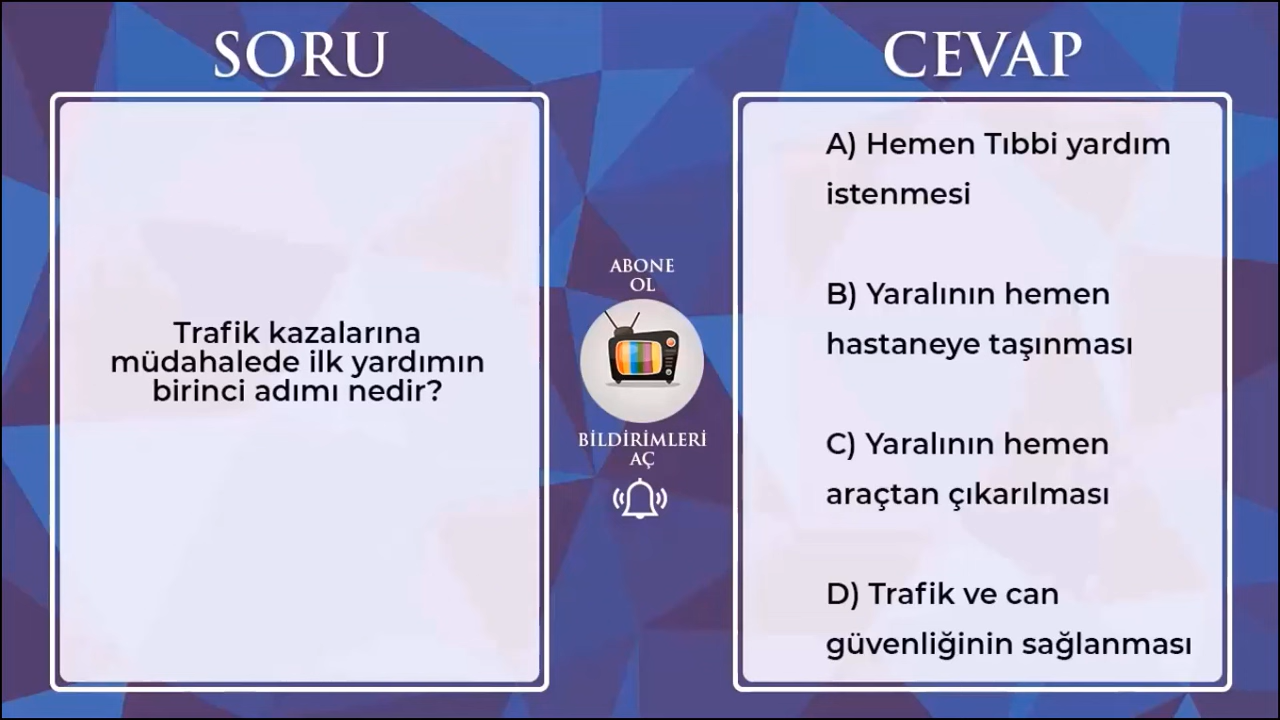 SORU
Trafik kazalarına
müdahalede ilk yardımın
birinci adımı nedir?
ABONE
OL
BİLDİRİMLERİ
AÇ
CEVAP
A) Hemen Tıbbi yardım
istenmesi
B) Yaralının hemen
hastaneye taşınması
C) Yaralının hemen
araçtan çıkarılması
D) Trafik ve can
güvenliğinin sağlanması